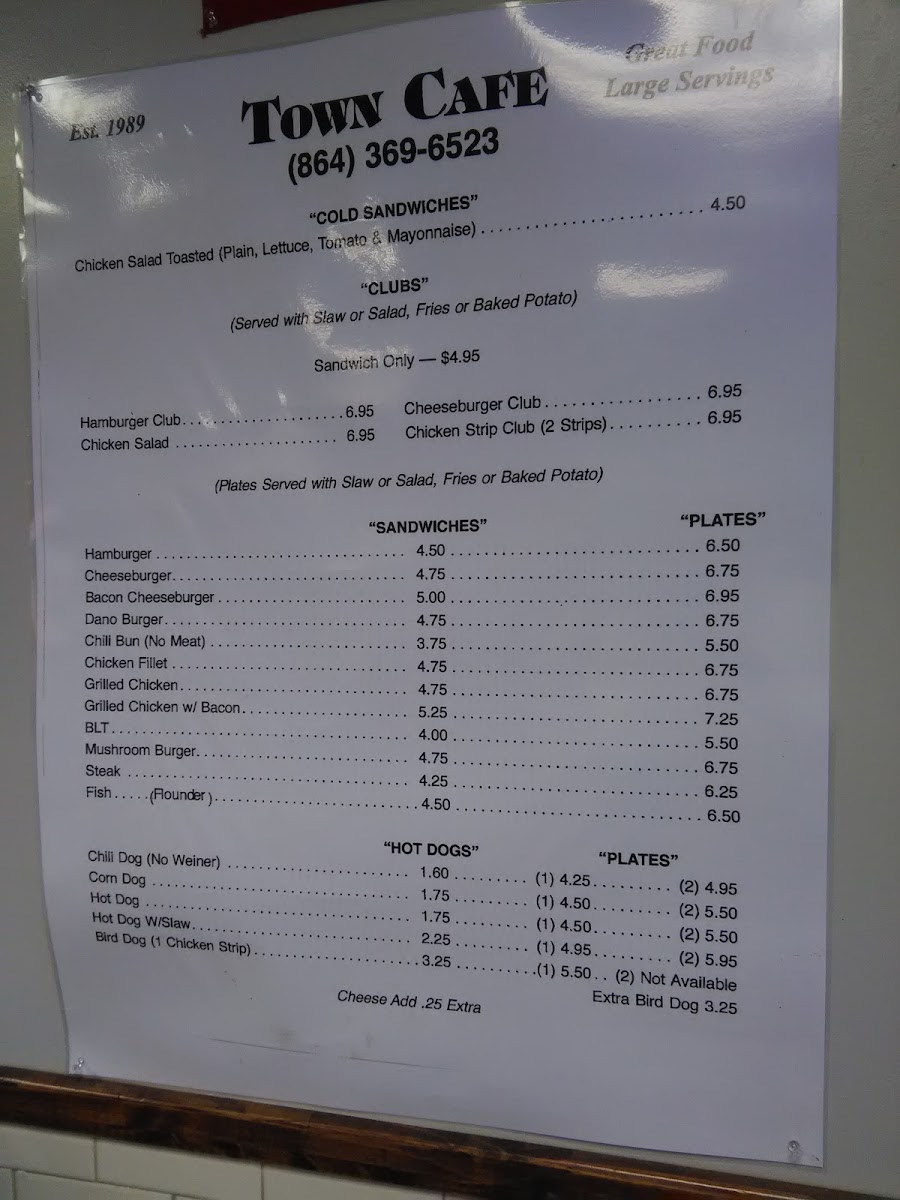 Est. 1989
TOWN CAFE
Great Food
Large Servings
(864) 369-6523
“COLD SANDWICHES”
Chicken Salad Toasted (Plain, Lettuce, Tomato & Mayonnaise) 4.50
“CLUBS”
(Served with Slaw or Salad, Fries or Baked Potato)
Sandwich Only — $4.95
Hamburger Club 6.95 Cheeseburger Club 6.95
Chicken Salad 6.95 Chicken Strip Club (2 Strips) 6.95
(Plates Served with Slaw or Salad, Fries or Baked Potato)
“SANDWICHES” “PLATES”
Hamburger 4.50 6.50
Cheeseburger 4.75 6.75
Bacon Cheeseburger 5.00 6.95
Dano Burger 4.75 6.75
Chili Bun (No Meat) 3.75 5.50
Chicken Fillet 4.75 6.75
Grilled Chicken 4.75 6.75
Grilled Chicken w/ Bacon 5.25 7.25
BLT 4.00 5.50
Mushroom Burger 4.75 6.75
Steak 4.25 6.25
Fish (Flounder) 4.50 6.50
“HOT DOGS” “PLATES”
Chili Dog (No Weiner) 1.60 (1) 4.25 (2) 4.95
Corn Dog 1.75 (1) 4.50 (2) 5.50
Hot Dog 1.75 (1) 4.50 (2) 5.50
Hot Dog W/Slaw 2.25 (1) 4.95 (2) 5.95
Bird Dog (1 Chicken Strip) 3.25 (1) 5.50 (2) Not Available
Cheese Add .25 Extra Extra Bird Dog 3.25